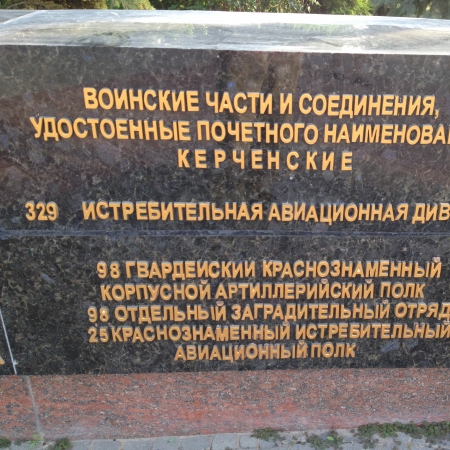 ВОИНСКИЕ ЧАСТИ И СОЕДИНЕНИЯ,
УДОСТОЕННЫЕ ПОЧЕТНОГО НАИМЕНОВА
КЕРЧЕНСКИЕ
329 ИСТРЕБИТЕЛЬНАЯ АВИАЦИОННАЯ ДИВ
98 ГВАРДЕЙСКИЙ КРАСНОЗНАМЕННЫЙ
КОРПУСНОЙ АРТИЛЛЕРИЙСКИЙ ПОЛК
98 ОТДЕЛЬНЫЙ ЗАГРАДИТЕЛЬНЫЙ ОТРЯД
25 КРАСНОЗНАМЕННЫЙ ИСТРЕБИТЕЛЬНЫЙ
АВИАЦИОННЫЙ ПОЛК